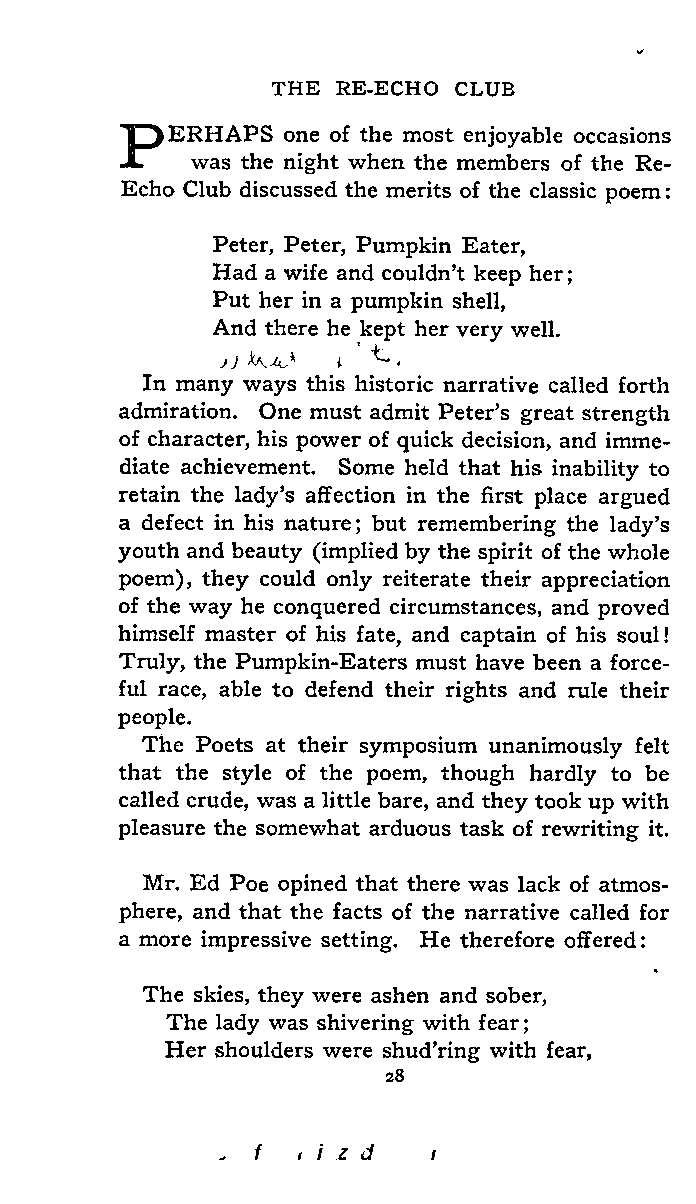 THE RE-ECHO CLUB
PERHAPS one of the most enjoyable occasions
was the night when the members of the Re-
Echo Club discussed the merits of the classic poem:
Peter, Peter, Pumpkin Eater,
Had a wife and couldn't keep her;
Put her in a pumpkin shell,
And there he kept her very well.
In many ways this historic narrative called forth
admiration. One must admit Peter's great strength
of character, his power of quick decision, and imme-
diate achievement. Some held that his inability to
retain the lady's affection in the first place argued
a defect in his nature; but remembering the lady's
youth and beauty (implied by the spirit of the whole
poem), they could only reiterate their appreciation
of the way he conquered circumstances, and proved
himself master of his fate, and captain of his soul!
Truly, the Pumpkin-Eaters must have been a force-
ful race, able to defend their rights and rule their
people.
The Poets at their symposium unanimously felt
that the style of the poem, though hardly to be
called crude, was a little bare, and they took up with
pleasure the somewhat arduous task of rewriting it.
Mr. Ed Poe opined that there was lack of atmos-
phere, and that the facts of the narrative called for
a more impressive setting. He therefore offered:
The skies, they were ashen and sober,
The lady was shivering with fear;
Her shoulders were shud'ring with fear,
28